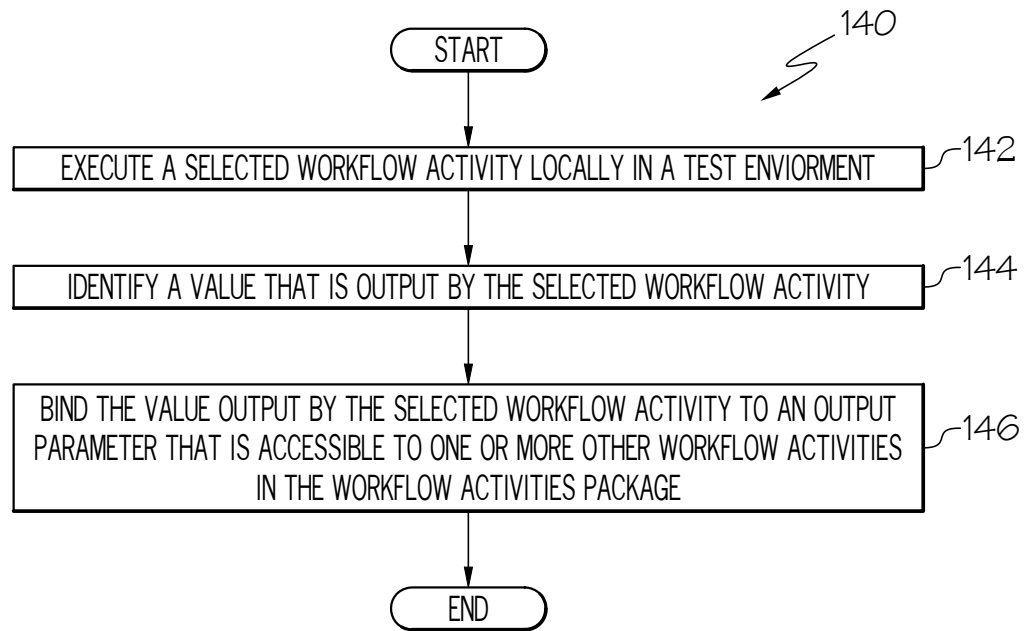 START
140
EXECUTE A SELECTED WORKFLOW ACTIVITY LOCALLY IN A TEST ENVIORMENT
142
IDENTIFY A VALUE THAT IS OUTPUT BY THE SELECTED WORKFLOW ACTIVITY
144
BIND THE VALUE OUTPUT BY THE SELECTED WORKFLOW ACTIVITY TO AN OUTPUT
PARAMETER THAT IS ACCESSIBLE TO ONE OR MORE OTHER WORKFLOW ACTIVITIES
IN THE WORKFLOW ACTIVITIES PACKAGE
146
END